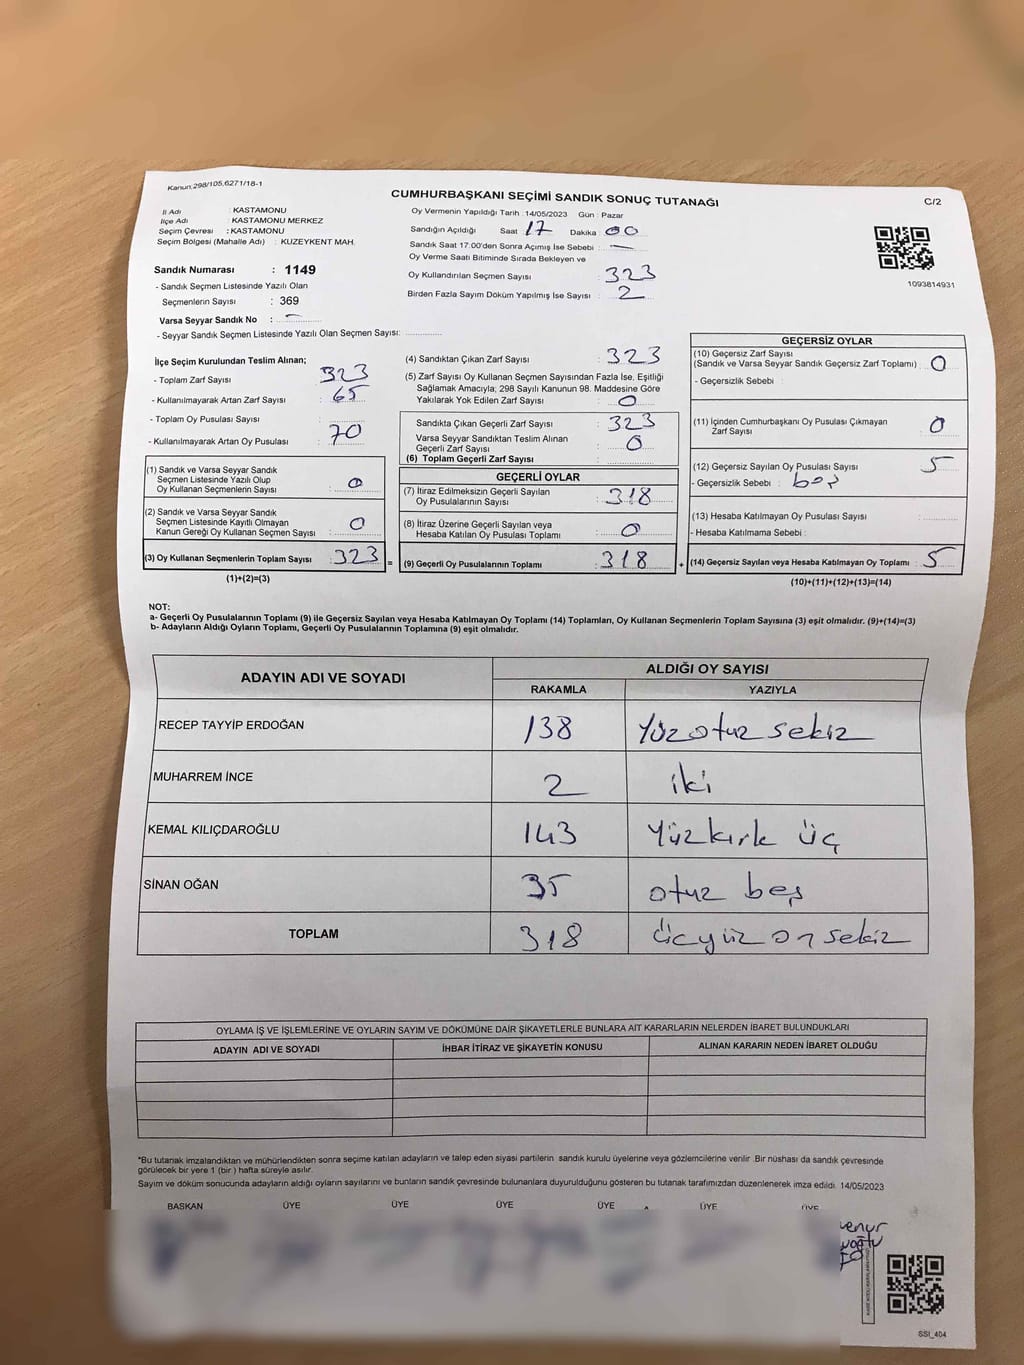 Kanun,298/105,6271/18-1
CUMHURBAŞKANI SEÇİMİ SANDIK SONUÇ TUTANAĞI
C/2
İl Adı : KASTAMONU
İlçe Adı : KASTAMONU MERKEZ
Seçim Çevresi : KASTAMONU
Seçim Bölgesi (Mahalle Adı) : KUZEYKENT MAH.
Oy Vermenin Yapıldığı Tarih : 14/05/2023 Gün : Pazar
Sandığın Açıldığı Saat 17 Dakika : 00
Sandık Saat 17:00'den Sonra Açımış İse Sebebi : —
Oy Verme Saati Bitiminde Sırada Bekleyen ve
Oy Kullandırılan Seçmen Sayısı : 323
Birden Fazla Sayım Döküm Yapılmış İse Sayısı : 2
1093814931
Sandık Numarası : 1149
- Sandık Seçmen Listesinde Yazılı Olan
Seçmenlerin Sayısı : 369
Varsa Seyyar Sandık No : —
- Seyyar Sandık Seçmen Listesinde Yazılı Olan Seçmen Sayısı:
İlçe Seçim Kurulundan Teslim Alınan;
- Toplam Zarf Sayısı : 323
- Kullanılmayarak Artan Zarf Sayısı : 65
- Toplam Oy Pusulası Sayısı :
- Kullanılmayarak Artan Oy Pusulası : 70
(1) Sandık ve Varsa Seyyar Sandık
Seçmen Listesinde Yazılı Olup
Oy Kullanan Seçmenlerin Sayısı : 0
(2) Sandık ve Varsa Seyyar Sandık
Seçmen Listesinde Kayıtlı Olmayan
Kanun Gereği Oy Kullanan Seçmen Sayısı : 0
(3) Oy Kullanan Seçmenlerin Toplam Sayısı : 323
(1)+(2)=(3)
(4) Sandıktan Çıkan Zarf Sayısı : 323
(5) Zarf Sayısı Oy Kullanan Seçmen Sayısından Fazla İse, Eşitliği
Sağlamak Amacıyla; 298 Sayılı Kanunun 98. Maddesine Göre
Yakılarak Yok Edilen Zarf Sayısı : 0
Sandıkta Çıkan Geçerli Zarf Sayısı : 323
Varsa Seyyar Sandıktan Teslim Alınan
Geçerli Zarf Sayısı : 0
(6) Toplam Geçerli Zarf Sayısı :
GEÇERLİ OYLAR
(7) İtiraz Edilmeksizin Geçerli Sayılan
Oy Pusulalarının Sayısı : 318
(8) İtiraz Üzerine Geçerli Sayılan veya
Hesaba Katılan Oy Pusulası Toplamı : 0
= (9) Geçerli Oy Pusulalarının Toplamı : 318
GEÇERSİZ OYLAR
(10) Geçersiz Zarf Sayısı
(Sandık ve Varsa Seyyar Sandık Geçersiz Zarf Toplamı) : 0
- Geçersizlik Sebebi :
(11) İçinden Cumhurbaşkanı Oy Pusulası Çıkmayan
Zarf Sayısı : 0
(12) Geçersiz Sayılan Oy Pusulası Sayısı : 5
- Geçersizlik Sebebi : boş
(13) Hesaba Katılmayan Oy Pusulası Sayısı :
- Hesaba Katılmama Sebebi :
+ (14) Geçersiz Sayılan veya Hesaba Katılmayan Oy Toplamı : 5
(10)+(11)+(12)+(13)=(14)
NOT:
a- Geçerli Oy Pusulalarının Toplamı (9) ile Geçersiz Sayılan veya Hesaba Katılmayan Oy Toplamı (14) Toplamları, Oy Kullanan Seçmenlerin Toplam Sayısına (3) eşit olmalıdır. (9)+(14)=(3)
b- Adayların Aldığı Oyların Toplamı, Geçerli Oy Pusulalarının Toplamına (9) eşit olmalıdır.
ADAYIN ADI VE SOYADI ALDIĞI OY SAYISI
RAKAMLA YAZIYLA
RECEP TAYYİP ERDOĞAN 138 Yüz otuz sekiz
MUHARREM İNCE 2 iki
KEMAL KILIÇDAROĞLU 143 Yüzkırk üç
SİNAN OĞAN 35 otuz beş
TOPLAM 318 üçyüz on sekiz
OYLAMA İŞ VE İŞLEMLERİNE VE OYLARIN SAYIM VE DÖKÜMÜNE DAİR ŞİKAYETLERLE BUNLARA AİT KARARLARIN NELERDEN İBARET BULUNDUKLARI
ADAYIN ADI VE SOYADI İHBAR İTİRAZ VE ŞİKAYETİN KONUSU ALINAN KARARIN NEDEN İBARET OLDUĞU
*Bu tutanak imzalandıktan ve mühürlendikten sonra seçime katılan adayların ve talep eden siyasi partilerin sandık kurulu üyelerine veya gözlemcilerine verilir. Bir nüshası da sandık çevresinde
görülecek bir yere 1 (bir) hafta süreyle asılır.
Sayım ve döküm sonucunda adayların aldığı oyların sayılarını ve bunların sandık çevresinde bulunanlara duyurulduğunu gösteren bu tutanak tarafımızdan düzenlenerek imza edildi. 14/05/2023
BAŞKAN ÜYE ÜYE ÜYE ÜYE ÜYE ÜYE
SSI_404